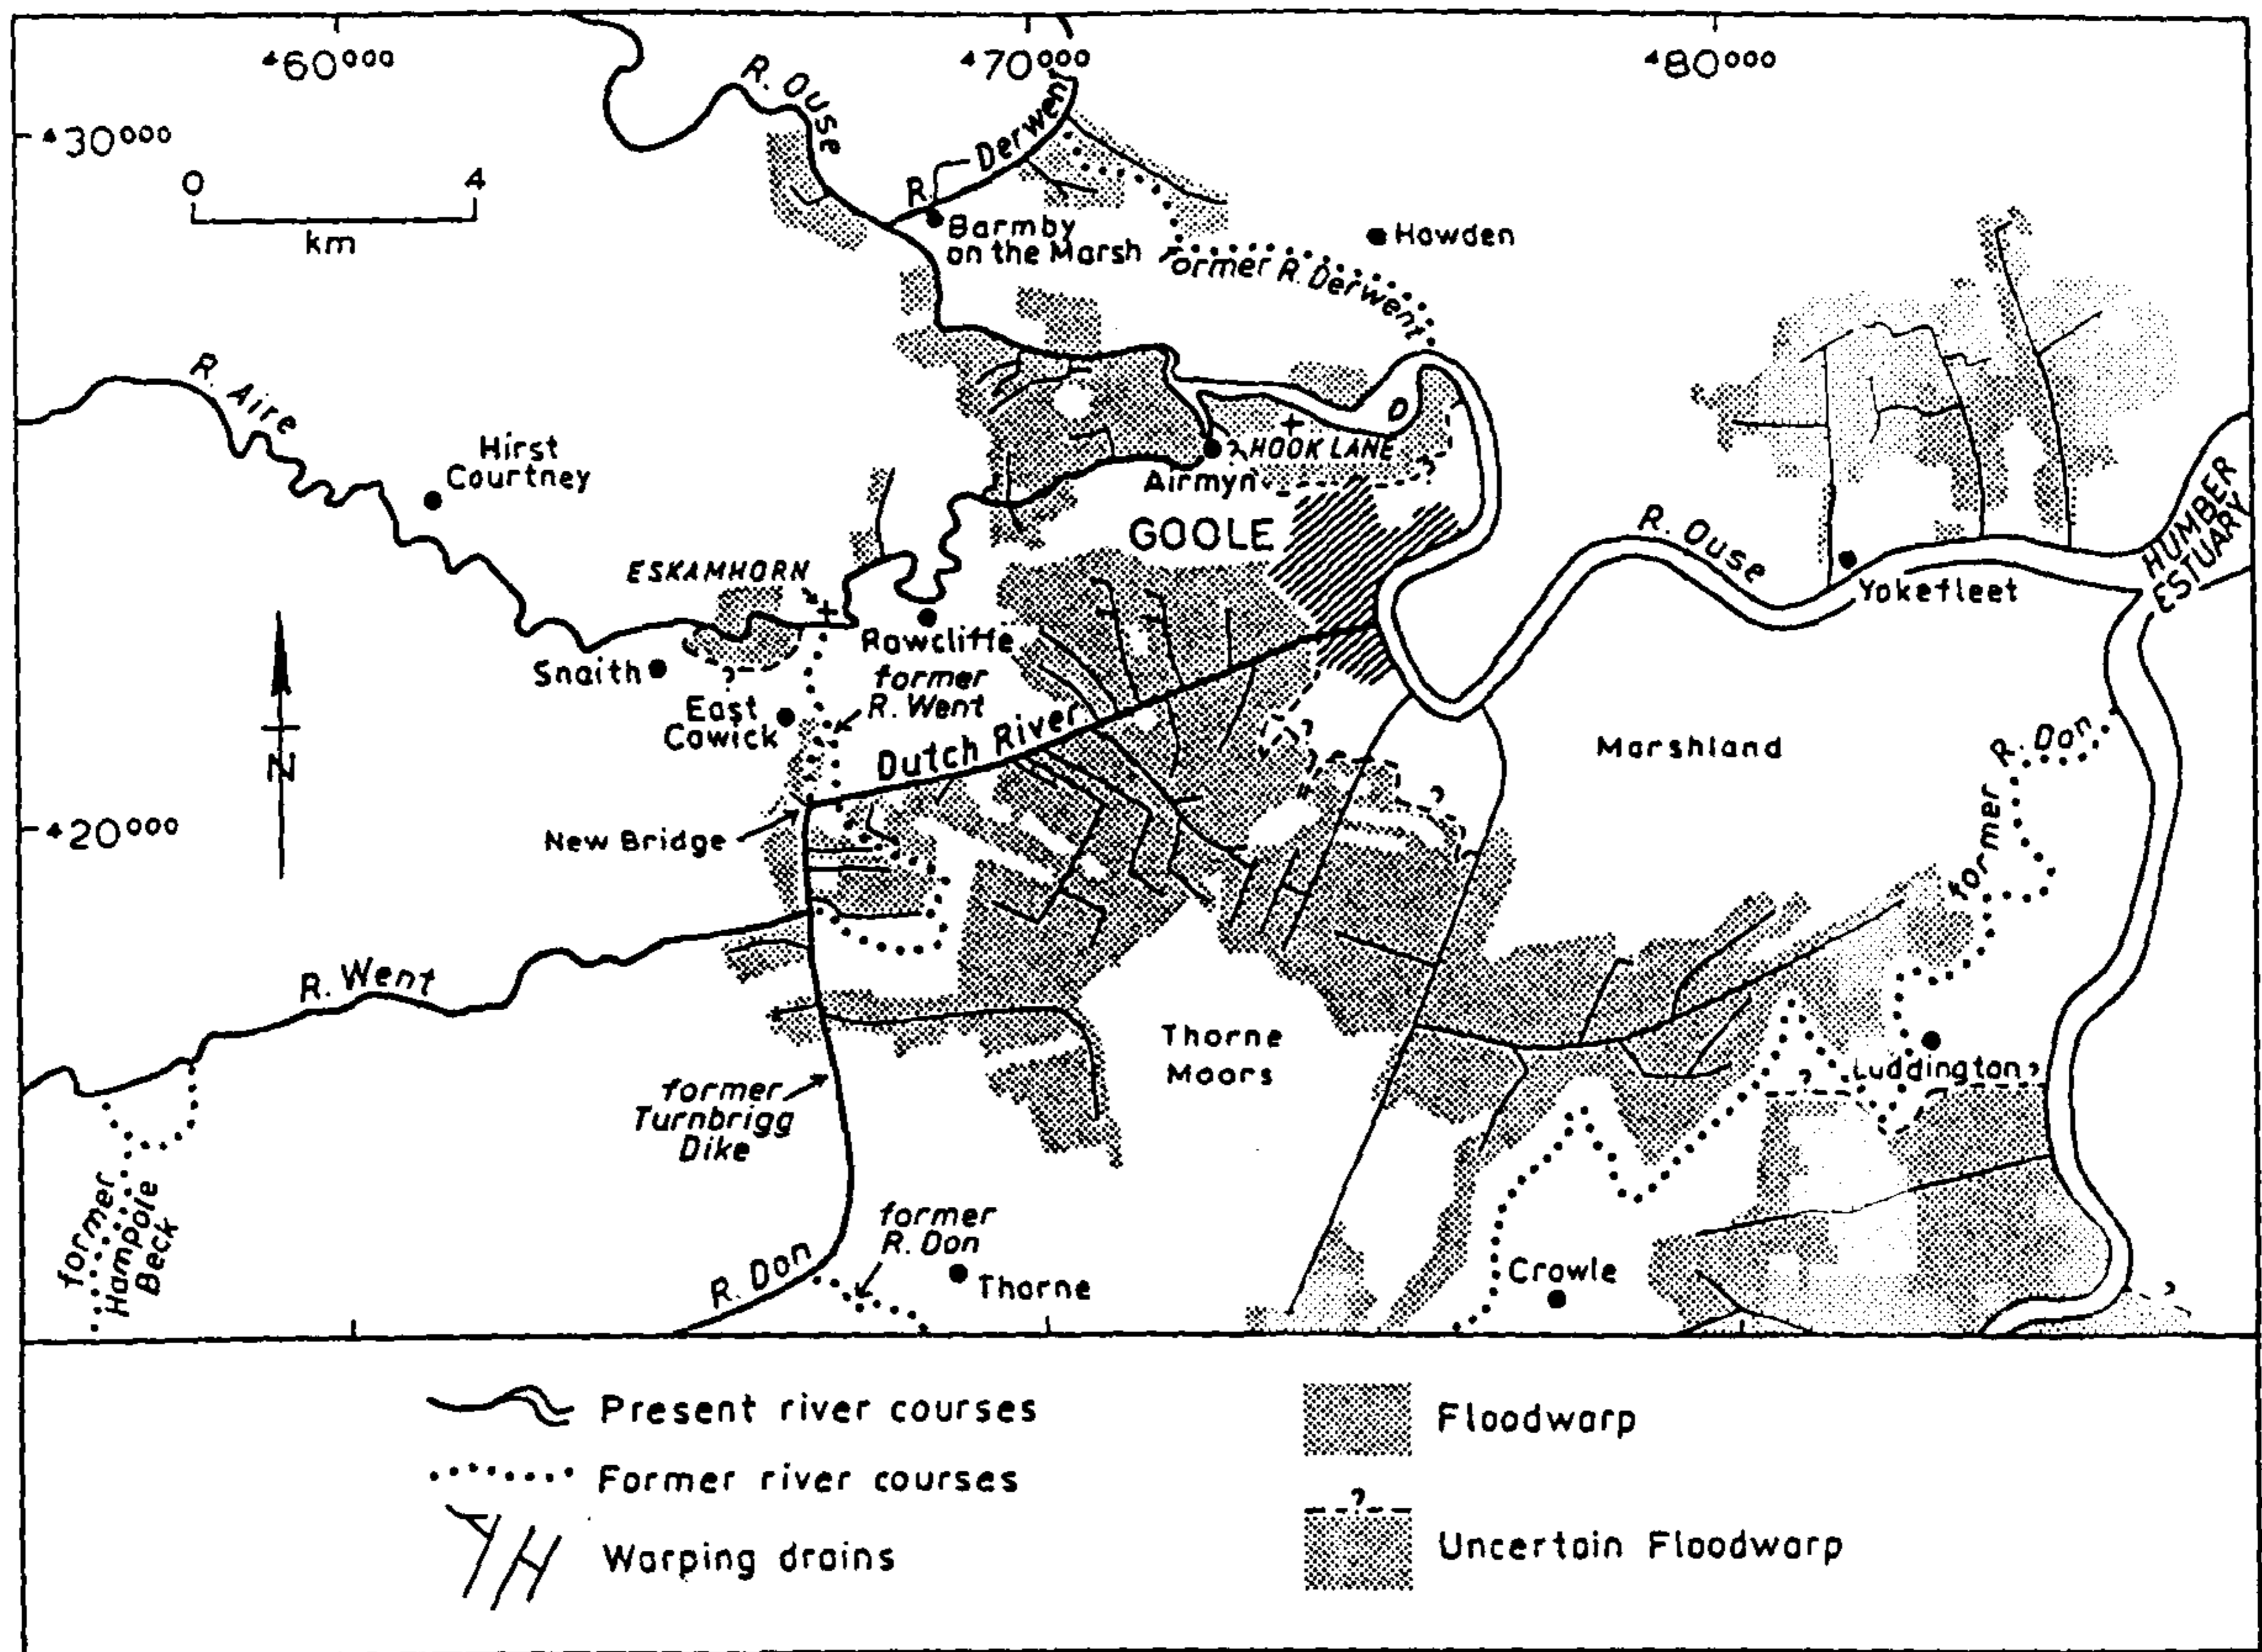 ⁴60⁰⁰⁰
⁴70⁰⁰⁰
⁴80⁰⁰⁰
⁴30⁰⁰⁰
0 4
km
R. Ouse
R. Derwent
Barmby
on the Marsh
Howden
former R. Derwent
R. Aire
Hirst
Courtney
? HOOK LANE
Airmyn
?
GOOLE
ESKAMHORN
R. Ouse
Yokefleet
HUMBER
ESTUARY
Rawcliffe
Snaith
?
former
R. Went
East
Cowick
Dutch River
?
?
?
?
Marshland
former R. Don
N
⁴20⁰⁰⁰
New Bridge
R. Went
Thorne
Moors
Luddington
?
?
former
Turnbrigg
Dike
former
Hampole
Beck
former
R. Don
R. Don
Thorne
Crowle
?
Present river courses
Former river courses
Warping drains
Floodwarp
?
Uncertain Floodwarp